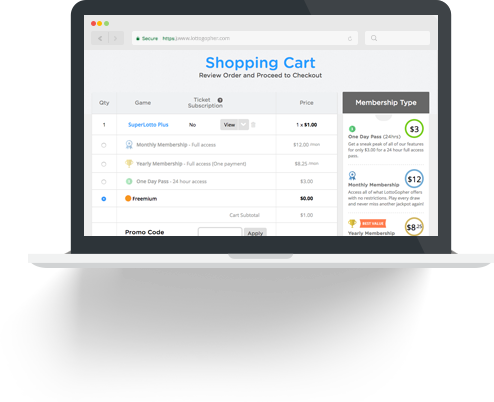 Secure https://www.lottogopher.com
Shopping Cart
Review Order and Proceed to Checkout
Qty Game Ticket Subscription Price
1 SuperLotto Plus No View 1 x $1.00
Monthly Membership - Full access $12.00 /mon
Yearly Membership - Full access (One payment) $8.25 /mon
One Day Pass - 24 hour access $3.00
Freemium $0.00
Cart Subtotal $1.00
Promo Code Apply
Membership Type
$3
One Day Pass (24hrs)
Get a sneak peak of all of our features
for only $3.00 for a 24 hour full access
pass.
$12
Monthly Membership
Access all of what LottoGopher offers
with no restrictions. Play every draw
and never miss another jackpot again!
BEST VALUE
$8.25
Yearly Membership